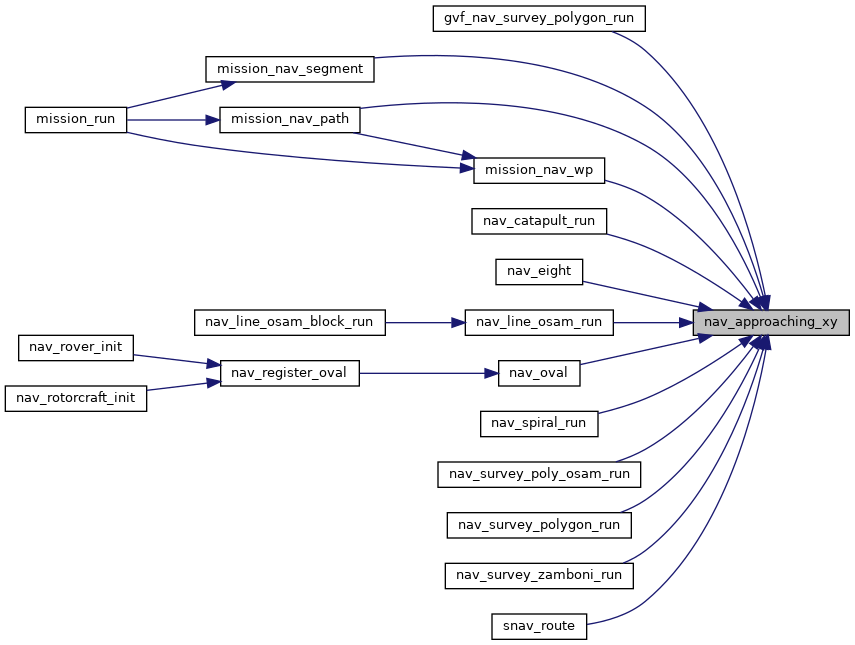 gvf_nav_survey_polygon_run
mission_nav_segment
mission_run
mission_nav_path
mission_nav_wp
nav_catapult_run
nav_eight
nav_line_osam_block_run
nav_line_osam_run
nav_approaching_xy
nav_rover_init
nav_register_oval
nav_oval
nav_rotorcraft_init
nav_spiral_run
nav_survey_poly_osam_run
nav_survey_polygon_run
nav_survey_zamboni_run
snav_route